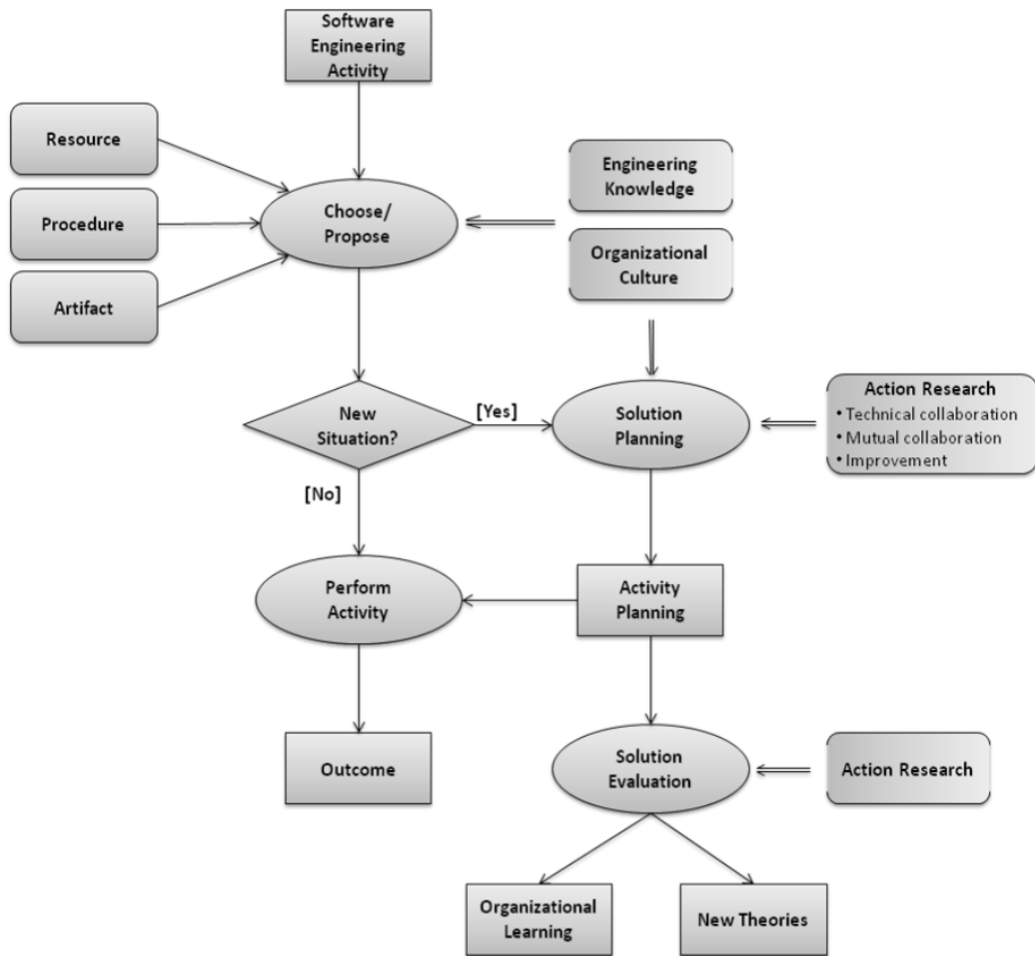 Software
Engineering
Activity
Resource
Procedure
Artifact
Choose/
Propose
Engineering
Knowledge
Organizational
Culture
New
Situation?
[Yes]
[No]
Solution
Planning
Action Research
• Technical collaboration
• Mutual collaboration
• Improvement
Perform
Activity
Activity
Planning
Outcome
Solution
Evaluation
Action Research
Organizational
Learning
New Theories